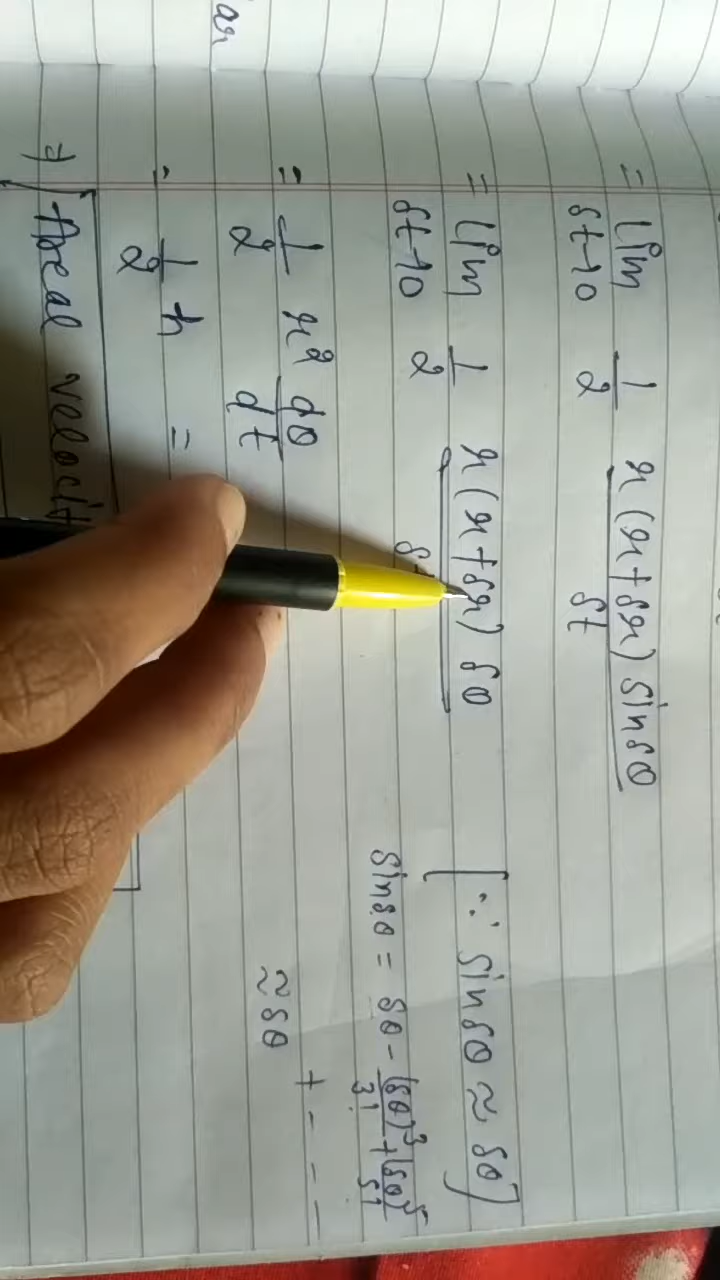 = lim δt→0 1/2 r(r+δr) sinδθ / δt
= lim δt→0 1/2 r(r+δr) δθ / δt [∵ sinδθ ≈ δθ]
sinδθ = δθ - (δθ)³/3! + (δθ)⁵/5!
+ - - -
= 1/2 r² dθ/dt ≈ δθ
= 1/2 h =
⇒ Areal